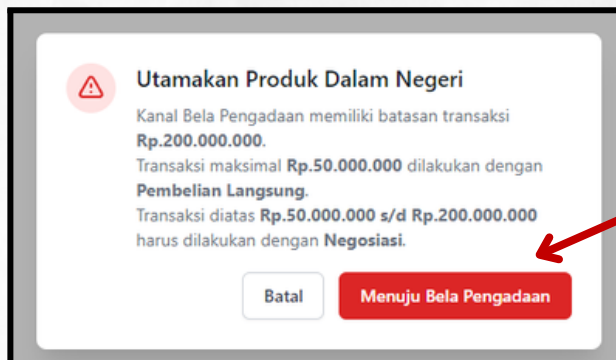 Utamakan Produk Dalam Negeri
Kanal Bela Pengadaan memiliki batasan transaksi
Rp.200.000.000.
Transaksi maksimal Rp.50.000.000 dilakukan dengan
Pembelian Langsung.
Transaksi diatas Rp.50.000.000 s/d Rp.200.000.000
harus dilakukan dengan Negosiasi.
Batal
Menuju Bela Pengadaan